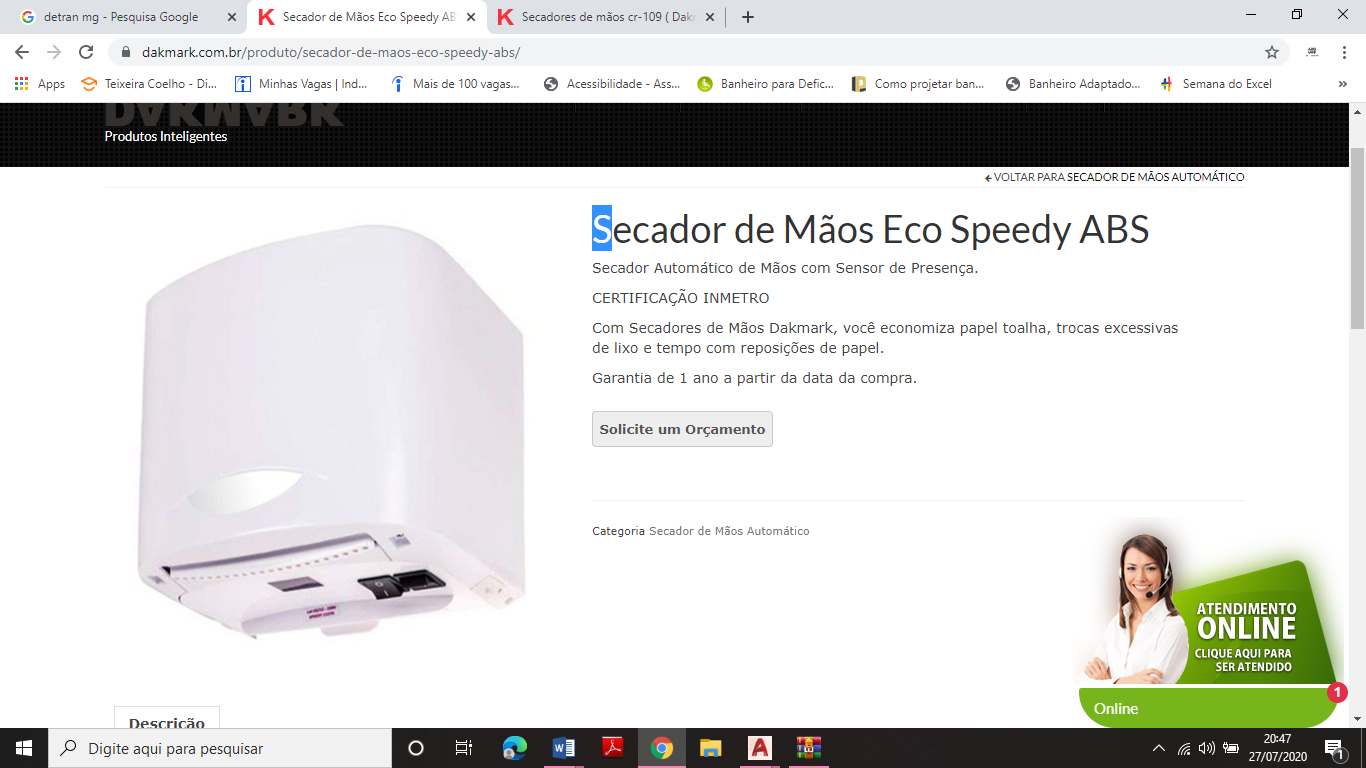 detran mg - Pesquisa Google
Secador de Mãos Eco Speedy AB
Secadores de mãos cr-109 ( Dak
dakmark.com.br/produto/secador-de-maos-eco-speedy-abs/
Apps
Teixeira Coelho - Di...
Minhas Vagas | Ind...
Mais de 100 vagas...
Acessibilidade - Ass...
Banheiro para Defic...
Como projetar ban...
Banheiro Adaptado...
Semana do Excel
DAKMARK
Produtos Inteligentes
VOLTAR PARA SECADOR DE MÃOS AUTOMÁTICO
Secador de Mãos Eco Speedy ABS
Secador Automático de Mãos com Sensor de Presença.
CERTIFICAÇÃO INMETRO
Com Secadores de Mãos Dakmark, você economiza papel toalha, trocas excessivas
de lixo e tempo com reposições de papel.
Garantia de 1 ano a partir da data da compra.
Solicite um Orçamento
Categoria Secador de Mãos Automático
ATENDIMENTO
ONLINE
CLIQUE AQUI PARA
SER ATENDIDO
1
Online
Descrição
Digite aqui para pesquisar
20:47
27/07/2020
1